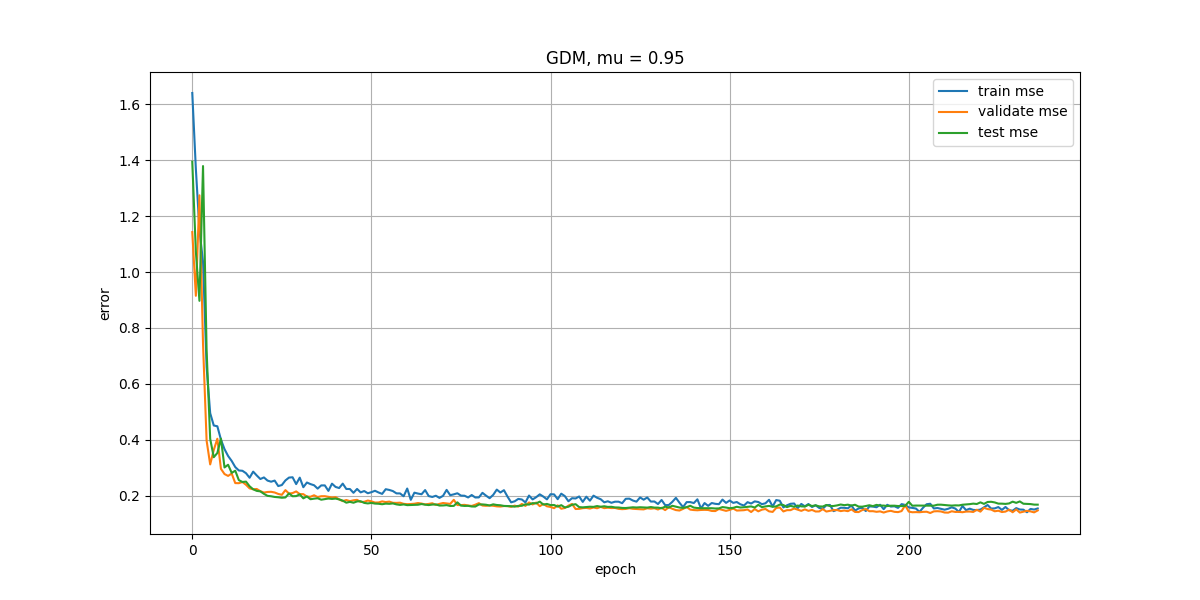 GDM, mu = 0.95
train mse
validate mse
test mse
error
1.6
1.4
1.2
1.0
0.8
0.6
0.4
0.2
0 50 100 150 200
epoch